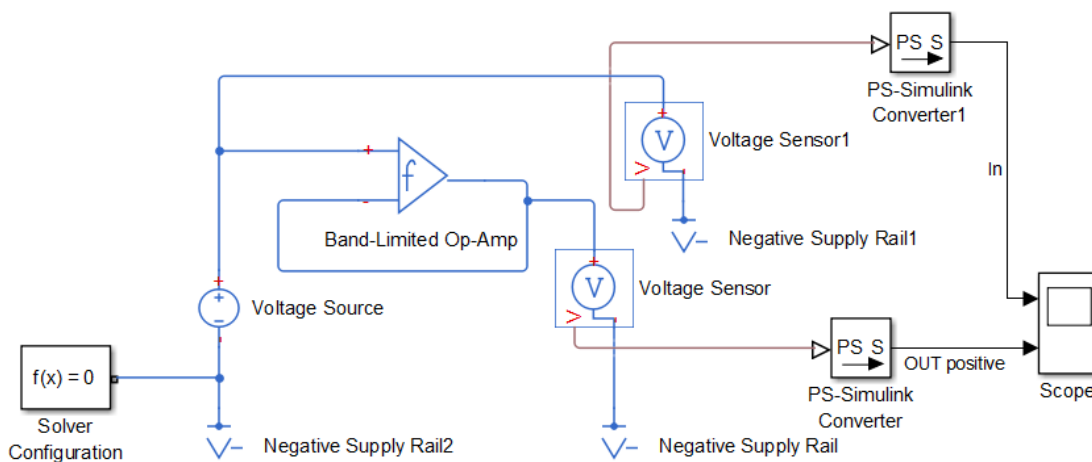 PS S
PS-Simulink
Converter1
+
V
Voltage Sensor1
V
In
+
f
-
Band-Limited Op-Amp
V-
Negative Supply Rail1
+
V
Voltage Sensor
V
+
+
-
Voltage Source
-
PS S
OUT positive
PS-Simulink
Converter
Scope
f(x) = 0
Solver
Configuration
V-
Negative Supply Rail2
V-
Negative Supply Rail